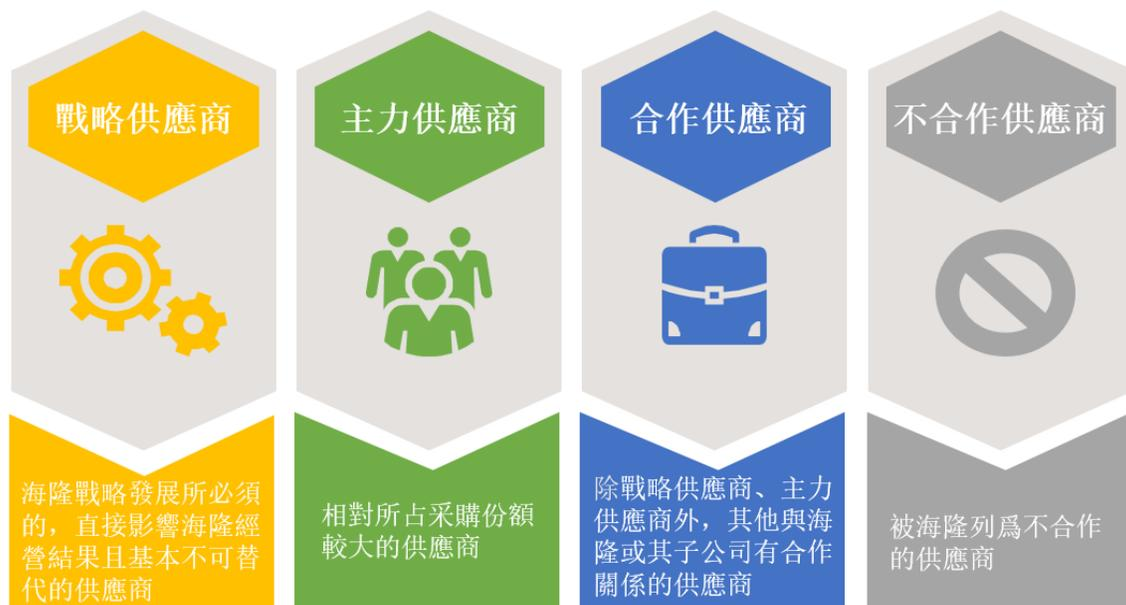 戰略供應商
主力供應商
合作供應商
不合作供應商
海隆戰略發展所必須
的，直接影響海隆經
營結果且基本不可替
代的供應商
相對所占采購份額
較大的供應商
除戰略供應商、主力
供應商外，其他與海
隆或其子公司有合作
關係的供應商
被海隆列爲不合作
的供應商